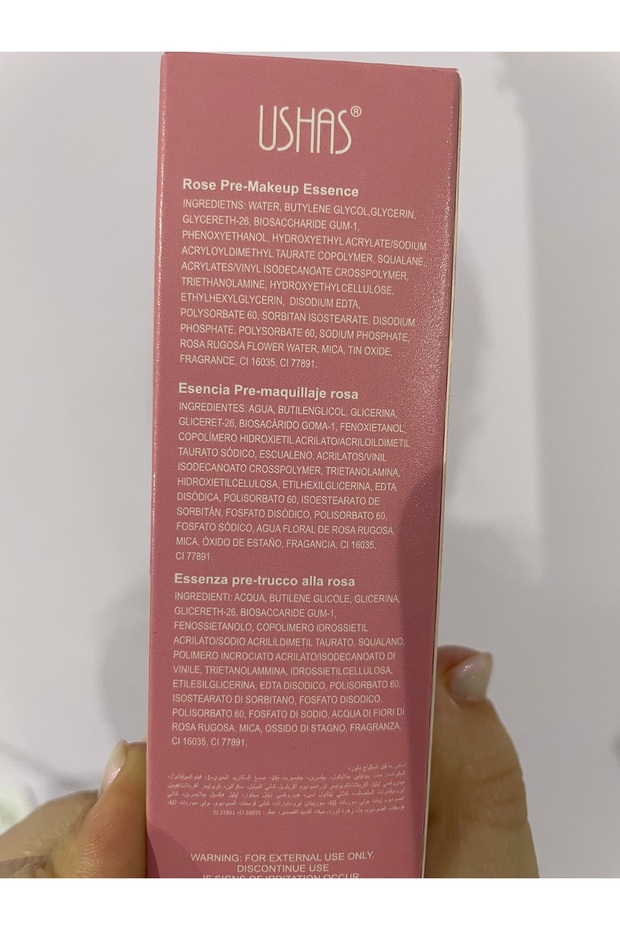 USHAS®
Rose Pre-Makeup Essence
INGREDIETNS: WATER, BUTYLENE GLYCOL,GLYCERIN,
GLYCERETH-26, BIOSACCHARIDE GUM-1,
PHENOXYETHANOL, HYDROXYETHYL ACRYLATE/SODIUM
ACRYLOYLDIMETHYL TAURATE COPOLYMER, SQUALANE,
ACRYLATES/VINYL ISODECANOATE CROSSPOLYMER,
TRIETHANOLAMINE, HYDROXYETHYLCELLULOSE,
ETHYLHEXYLGLYCERIN, DISODIUM EDTA,
POLYSORBATE 60, SORBITAN ISOSTEARATE, DISODIUM
PHOSPHATE, POLYSORBATE 60, SODIUM PHOSPHATE,
ROSA RUGOSA FLOWER WATER, MICA, TIN OXIDE,
FRAGRANCE, CI 16035, CI 77891.
Esencia Pre-maquillaje rosa
INGREDIENTES: AGUA, BUTILENGLICOL, GLICERINA,
GLICERET-26, BIOSACÁRIDO GOMA-1, FENOXIETANOL,
COPOLÍMERO HIDROXIETIL ACRILATO/ACRILOILDIMETIL
TAURATO SÓDICO, ESCUALENO, ACRILATOS/VINIL
ISODECANOATO CROSSPOLYMER, TRIETANOLAMINA,
HIDROXIETILCELULOSA, ETILHEXILGLICERINA, EDTA
DISÓDICA, POLISORBATO 60, ISOESTEARATO DE
SORBITÁN, FOSFATO DISÓDICO, POLISORBATO 60,
FOSFATO SÓDICO, AGUA FLORAL DE ROSA RUGOSA,
MICA, ÓXIDO DE ESTAÑO, FRAGANCIA, CI 16035,
CI 77891.
Essenza pre-trucco alla rosa
INGREDIENTI: ACQUA, BUTILENE GLICOLE, GLICERINA,
GLICERETH-26, BIOSACCARIDE GUM-1,
FENOSSIETANOLO, COPOLIMERO IDROSSIETIL
ACRILATO/SODIO ACRILILDIMETIL TAURATO, SQUALANO,
POLIMERO INCROCIATO ACRILATO/ISODECANOATO DI
VINILE, TRIETANOLAMMINA, IDROSSIETILCELLULOSA,
ETILESILGLICERINA, EDTA DISODICO, POLISORBATO 60,
ISOSTEARATO DI SORBITANO, FOSFATO DISODICO,
POLISORBATO 60, FOSFATO DI SODIO, ACQUA DI FIORI DI
ROSA RUGOSA, MICA, OSSIDO DI STAGNO, FRAGRANZA,
CI 16035, CI 77891.
WARNING: FOR EXTERNAL USE ONLY.
DISCONTINUE USE
IF SIGNS OF IRRITATION OCCUR